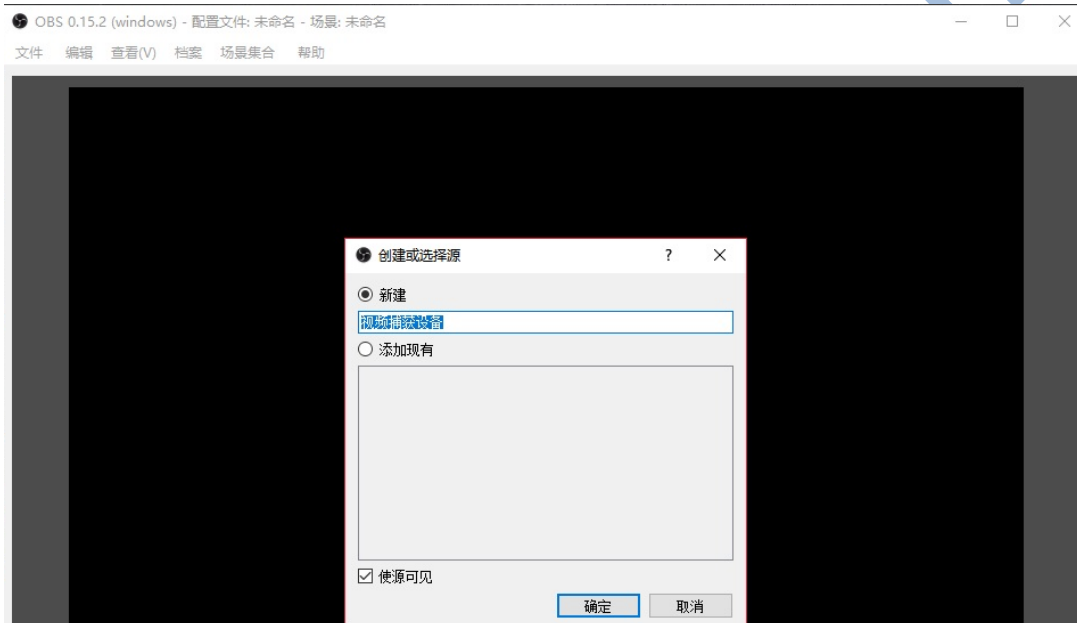 OBS 0.15.2 (windows) - 配置文件: 未命名 - 场景: 未命名
文件 编辑 查看(V) 档案 场景集合 帮助
创建或选择源 ?
新建
视频捕获设备
添加现有
使源可见
确定 取消